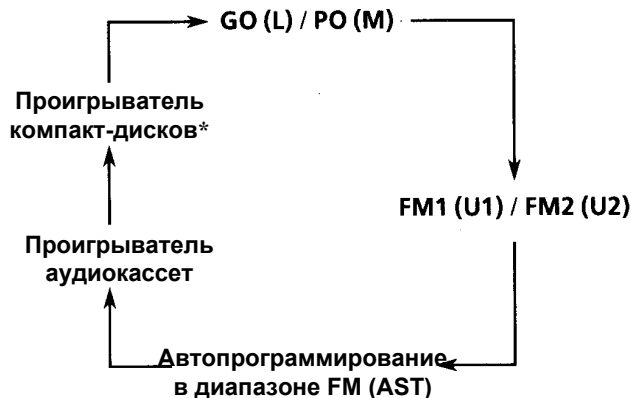 GO (L) / PO (M)
Проигрыватель
компакт-дисков*
FM1 (U1) / FM2 (U2)
Проигрыватель
аудиокассет
Автопрограммирование
в диапазоне FM (AST)